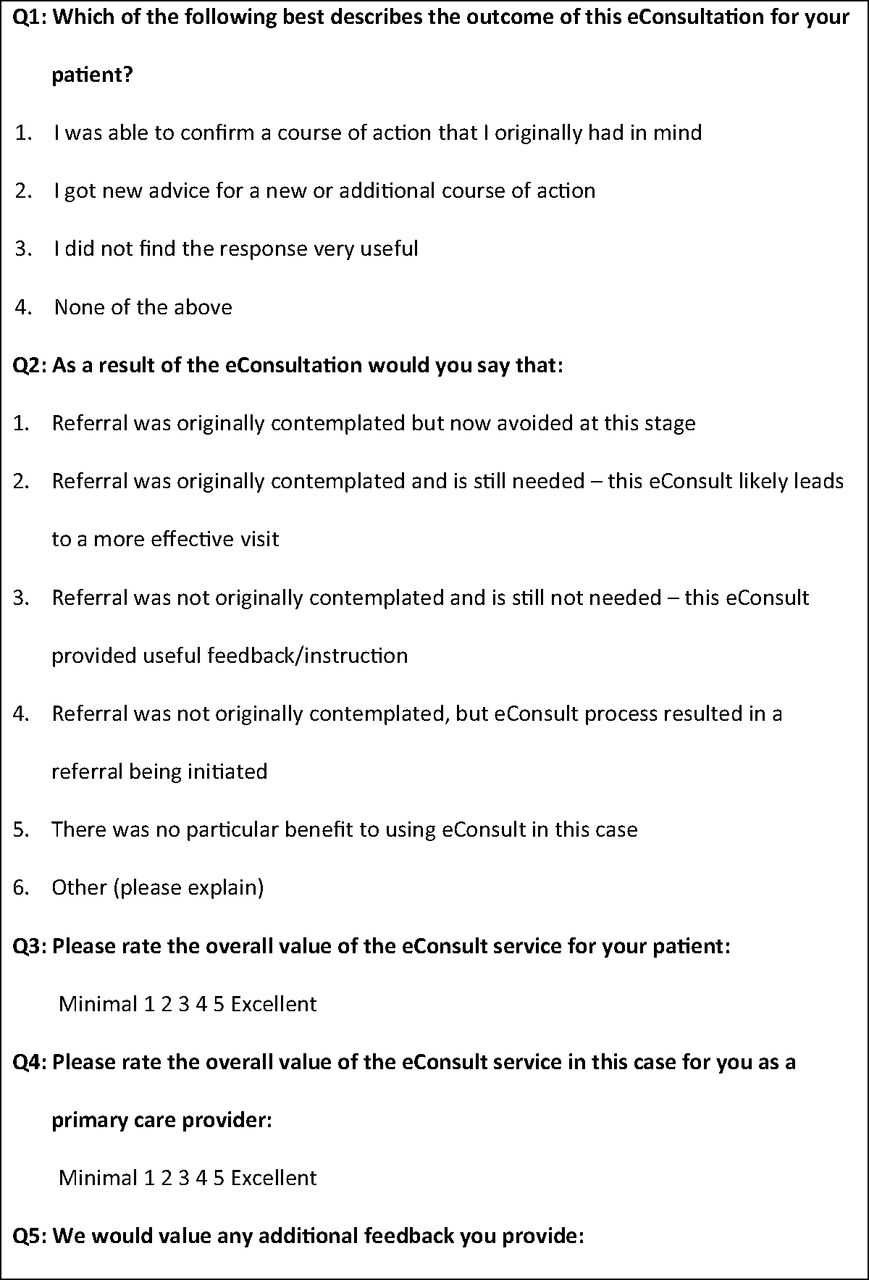 Q1: Which of the following best describes the outcome of this eConsultation for your
patient?
1. I was able to confirm a course of action that I originally had in mind
2. I got new advice for a new or additional course of action
3. I did not find the response very useful
4. None of the above
Q2: As a result of the eConsultation would you say that:
1. Referral was originally contemplated but now avoided at this stage
2. Referral was originally contemplated and is still needed – this eConsult likely leads
to a more effective visit
3. Referral was not originally contemplated and is still not needed – this eConsult
provided useful feedback/instruction
4. Referral was not originally contemplated, but eConsult process resulted in a
referral being initiated
5. There was no particular benefit to using eConsult in this case
6. Other (please explain)
Q3: Please rate the overall value of the eConsult service for your patient:
Minimal 1 2 3 4 5 Excellent
Q4: Please rate the overall value of the eConsult service in this case for you as a
primary care provider:
Minimal 1 2 3 4 5 Excellent
Q5: We would value any additional feedback you provide: